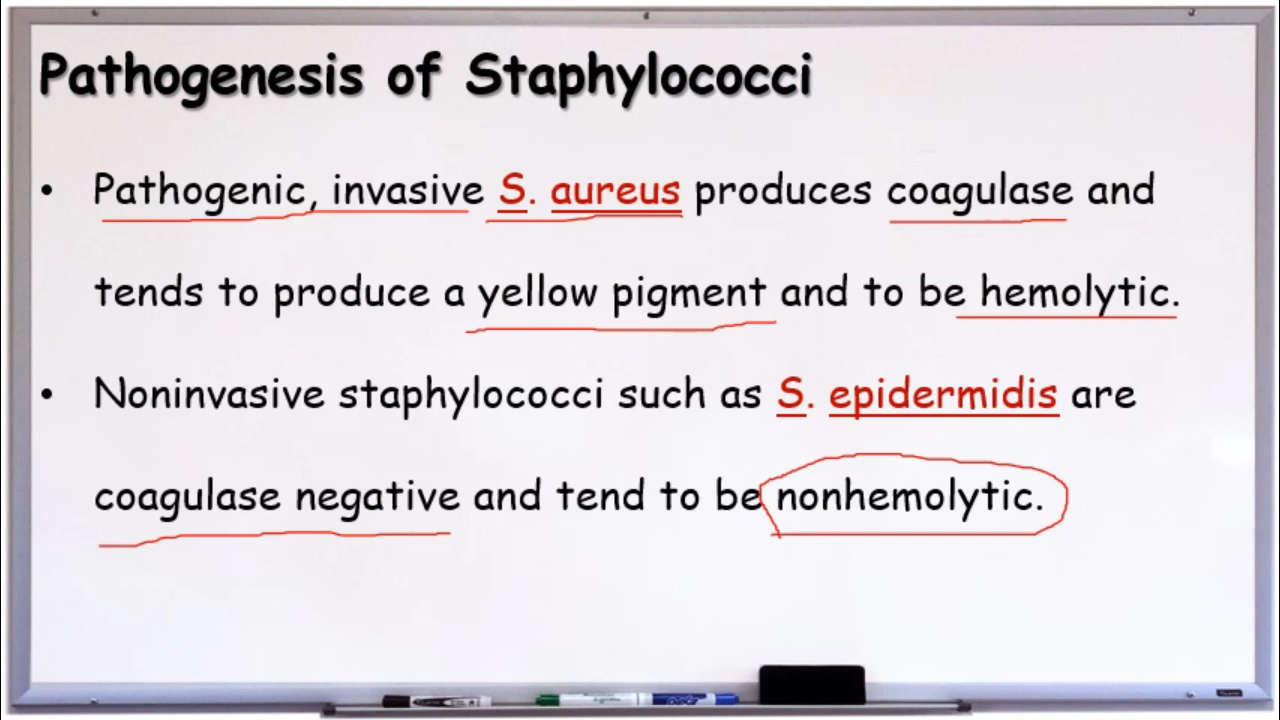 Pathogenesis of Staphylococci
• Pathogenic, invasive S. aureus produces coagulase and
tends to produce a yellow pigment and to be hemolytic.
• Noninvasive staphylococci such as S. epidermidis are
coagulase negative and tend to be nonhemolytic.